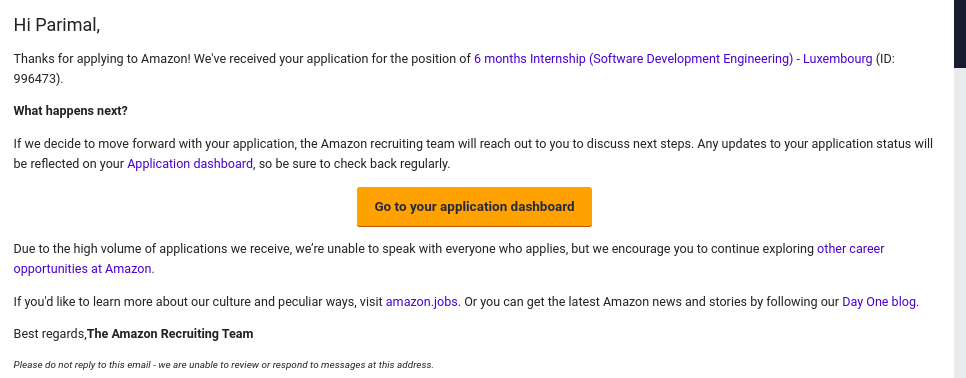 Hi Parimal,
Thanks for applying to Amazon! We've received your application for the position of 6 months Internship (Software Development Engineering) - Luxembourg (ID:
996473).
What happens next?
If we decide to move forward with your application, the Amazon recruiting team will reach out to you to discuss next steps. Any updates to your application status will
be reflected on your Application dashboard, so be sure to check back regularly.
Go to your application dashboard
Due to the high volume of applications we receive, we’re unable to speak with everyone who applies, but we encourage you to continue exploring other career
opportunities at Amazon.
If you'd like to learn more about our culture and peculiar ways, visit amazon.jobs. Or you can get the latest Amazon news and stories by following our Day One blog.
Best regards,The Amazon Recruiting Team
Please do not reply to this email - we are unable to review or respond to messages at this address.